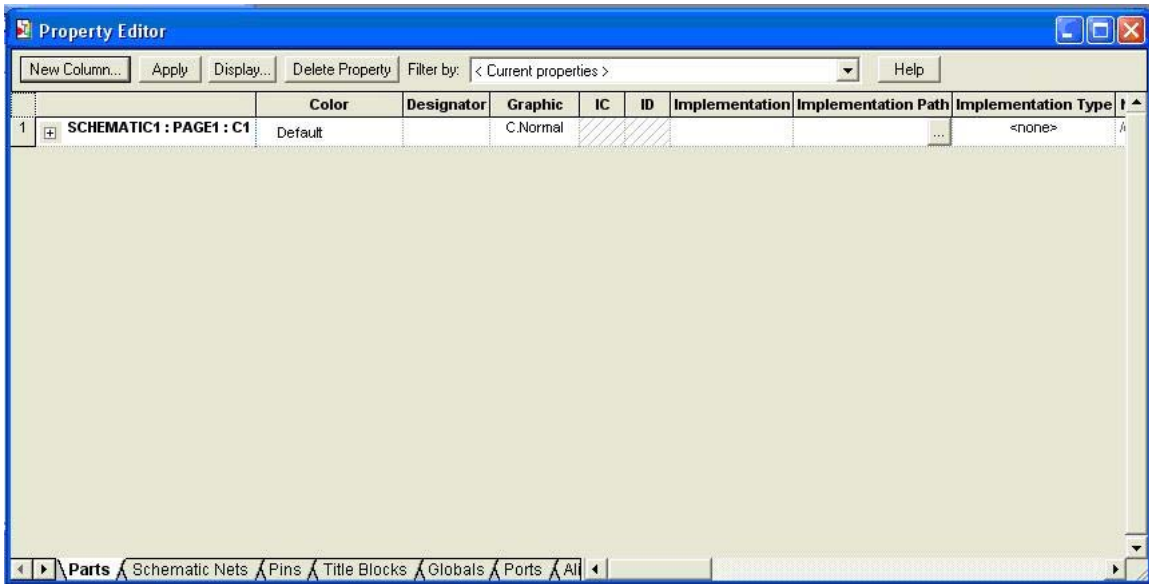 Property Editor
New Column... Apply Display... Delete Property Filter by: < Current properties > Help
Color Designator Graphic IC ID Implementation Implementation Path Implementation Type
1 SCHEMATIC1 : PAGE1 : C1 Default C.Normal ... <none>
Parts Schematic Nets Pins Title Blocks Globals Ports Ali